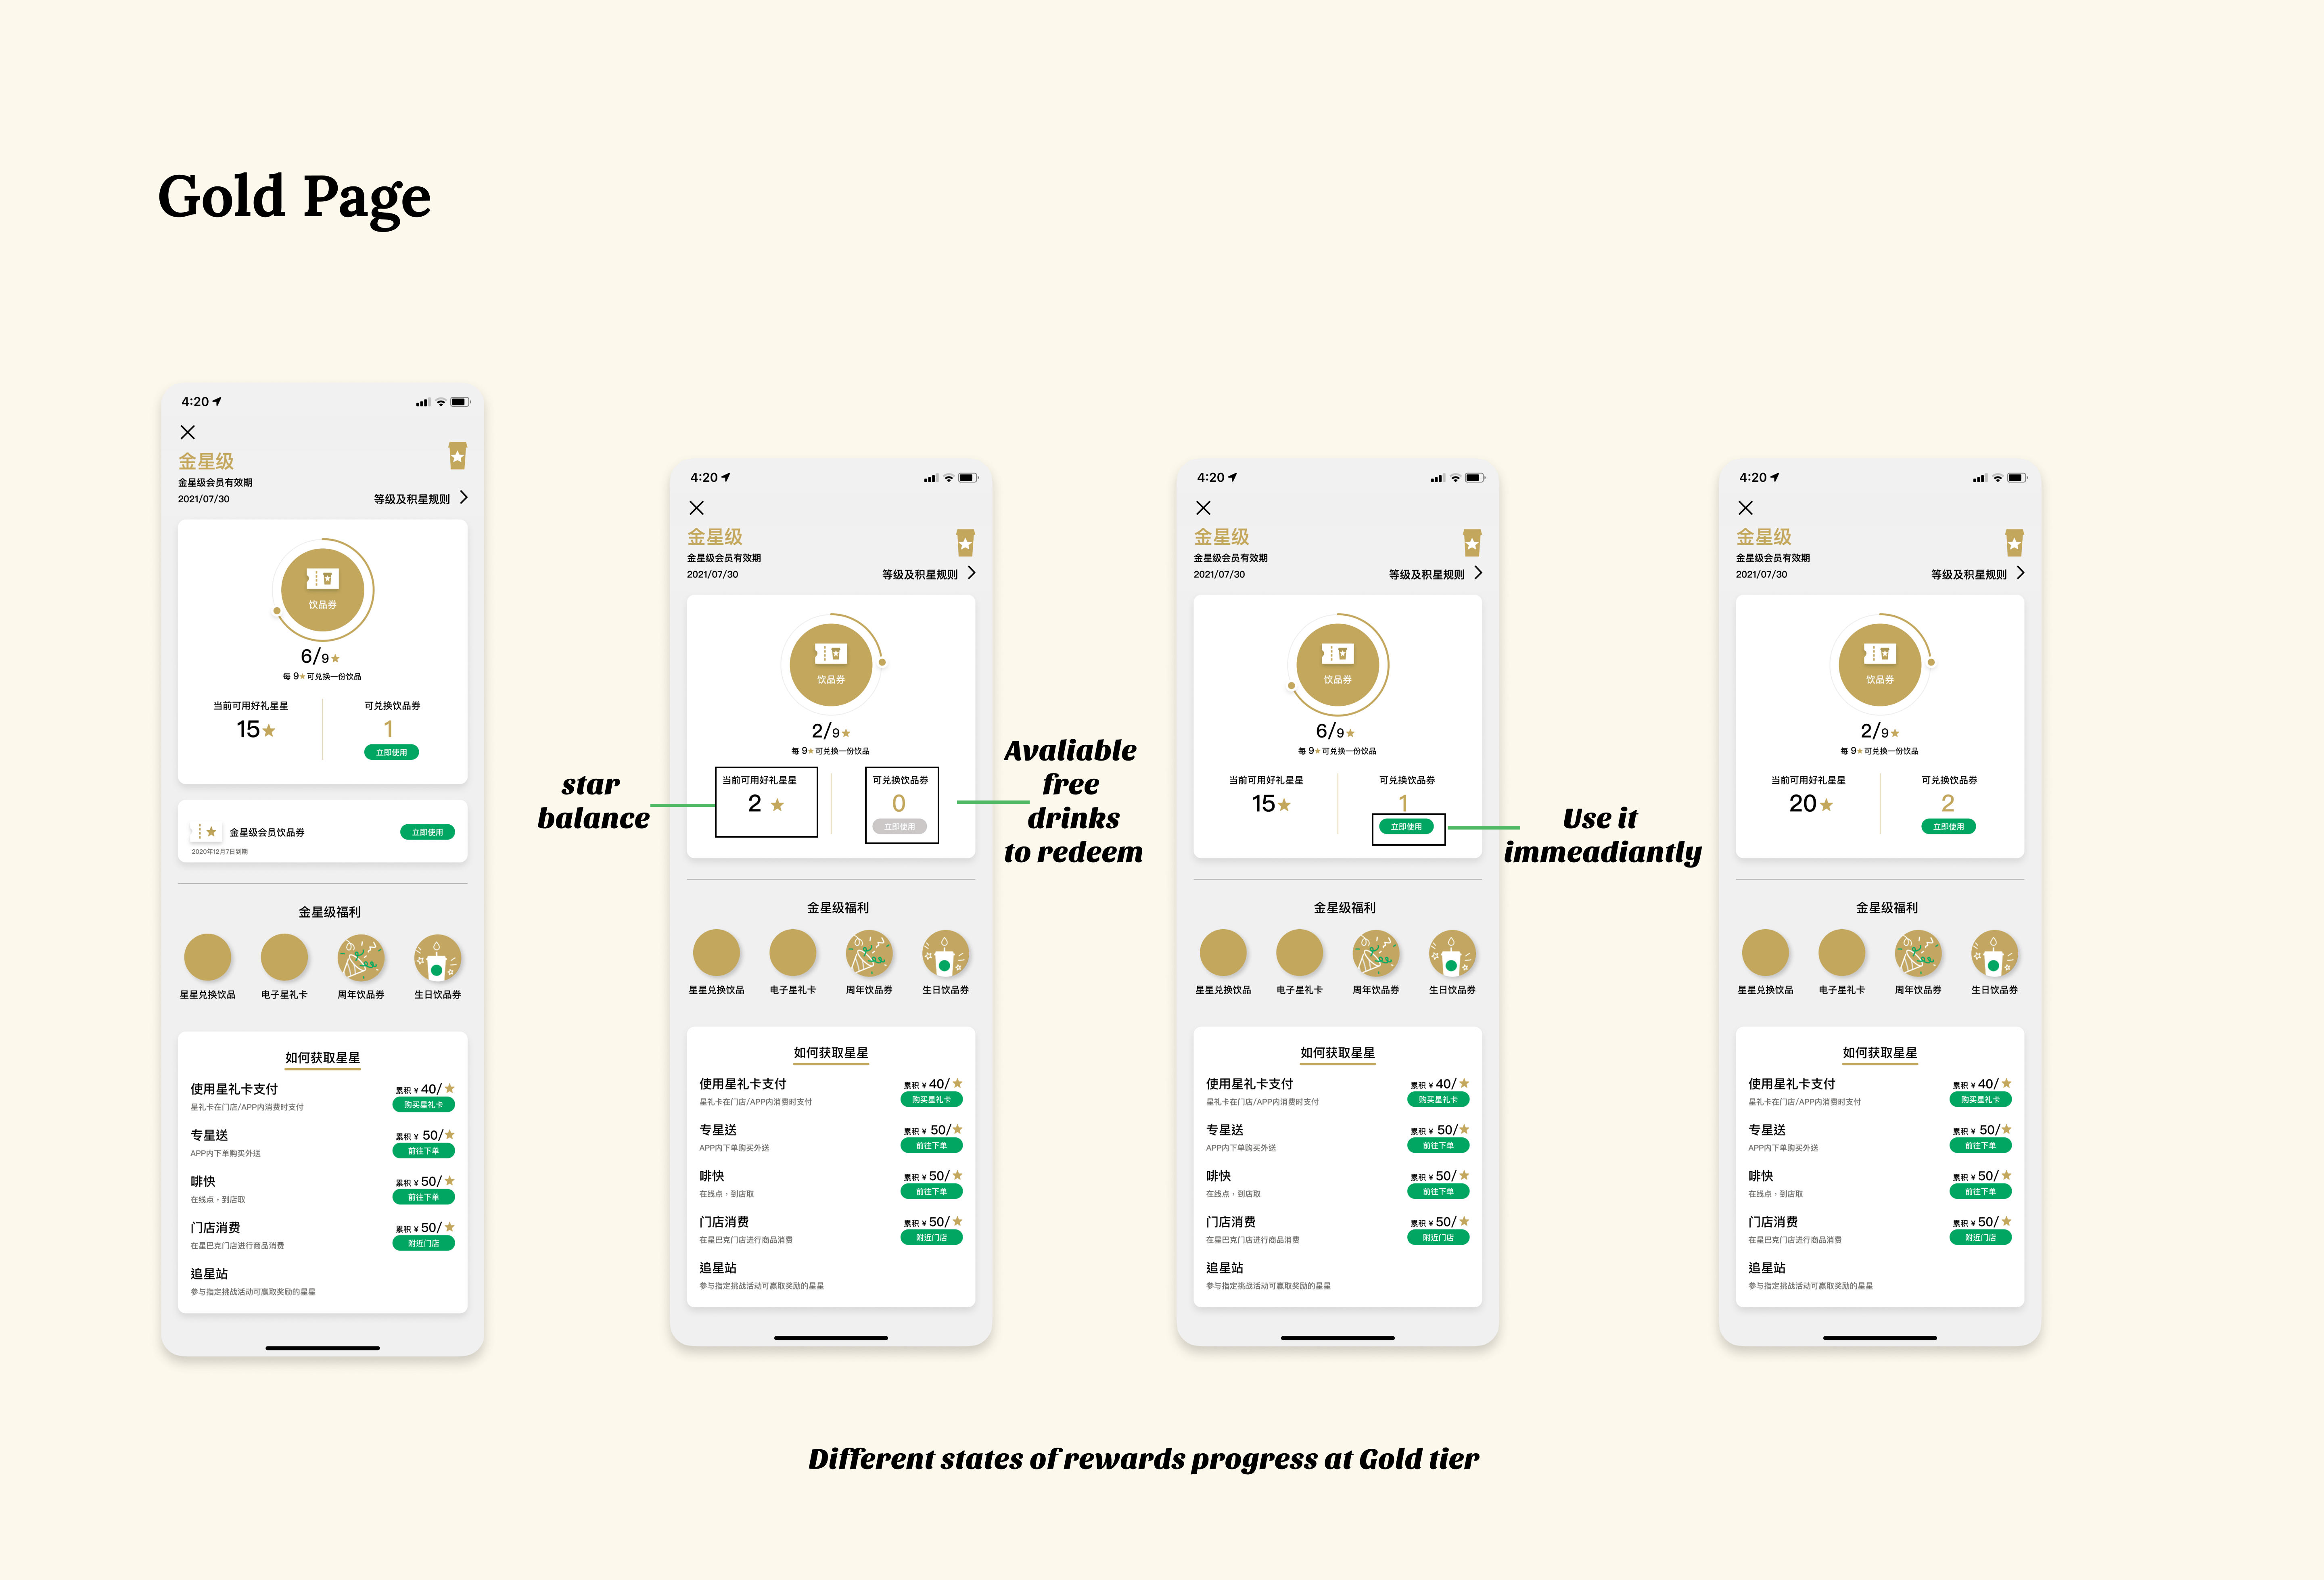 Gold Page
4:20
金星级
金星级会员有效期
2021/07/30
等级及积星规则
饮品券
6/9
每 9★可兑换一份饮品
当前可用好礼星星
15★
可兑换饮品券
1
立即使用
金星级会员饮品券
立即使用
2020年12月7日到期
金星级福利
星星兑换饮品
电子星礼卡
周年饮品券
生日饮品券
如何获取星星
使用星礼卡支付
累积 ¥ 40/★
星礼卡在门店/APP内消费时支付
购买星礼卡
专星送
累积 ¥ 50/★
APP内下单购买外送
前往下单
啡快
累积 ¥ 50/★
在线点，到店取
前往下单
门店消费
累积 ¥ 50/★
在星巴克门店进行商品消费
附近门店
追星站
参与指定挑战活动可赢取奖励的星星
star
balance
4:20
金星级
金星级会员有效期
2021/07/30
等级及积星规则
饮品券
2/9★
每 9★可兑换一份饮品
当前可用好礼星星
2 ★
可兑换饮品券
0
立即使用
金星级福利
星星兑换饮品
电子星礼卡
周年饮品券
生日饮品券
如何获取星星
使用星礼卡支付
累积 ¥ 40/★
星礼卡在门店/APP内消费时支付
购买星礼卡
专星送
累积 ¥ 50/★
APP内下单购买外送
前往下单
啡快
累积 ¥ 50/★
在线点，到店取
前往下单
门店消费
累积 ¥ 50/★
在星巴克门店进行商品消费
附近门店
追星站
参与指定挑战活动可赢取奖励的星星
Avaliable
free
drinks
to redeem
4:20
金星级
金星级会员有效期
2021/07/30
等级及积星规则
饮品券
6/9★
每 9★可兑换一份饮品
当前可用好礼星星
15★
可兑换饮品券
1
立即使用
金星级福利
星星兑换饮品
电子星礼卡
周年饮品券
生日饮品券
如何获取星星
使用星礼卡支付
累积 ¥ 40/★
星礼卡在门店/APP内消费时支付
购买星礼卡
专星送
累积 ¥ 50/★
APP内下单购买外送
前往下单
啡快
累积 ¥ 50/★
在线点，到店取
前往下单
门店消费
累积 ¥ 50/★
在星巴克门店进行商品消费
附近门店
追星站
参与指定挑战活动可赢取奖励的星星
Use it
immeadiantly
4:20
金星级
金星级会员有效期
2021/07/30
等级及积星规则
饮品券
2/9★
每 9★可兑换一份饮品
当前可用好礼星星
20★
可兑换饮品券
2
立即使用
金星级福利
星星兑换饮品
电子星礼卡
周年饮品券
生日饮品券
如何获取星星
使用星礼卡支付
累积 ¥ 40/★
星礼卡在门店/APP内消费时支付
购买星礼卡
专星送
累积 ¥ 50/★
APP内下单购买外送
前往下单
啡快
累积 ¥ 50/★
在线点，到店取
前往下单
门店消费
累积 ¥ 50/★
在星巴克门店进行商品消费
附近门店
追星站
参与指定挑战活动可赢取奖励的星星
Different states of rewards progress at Gold tier